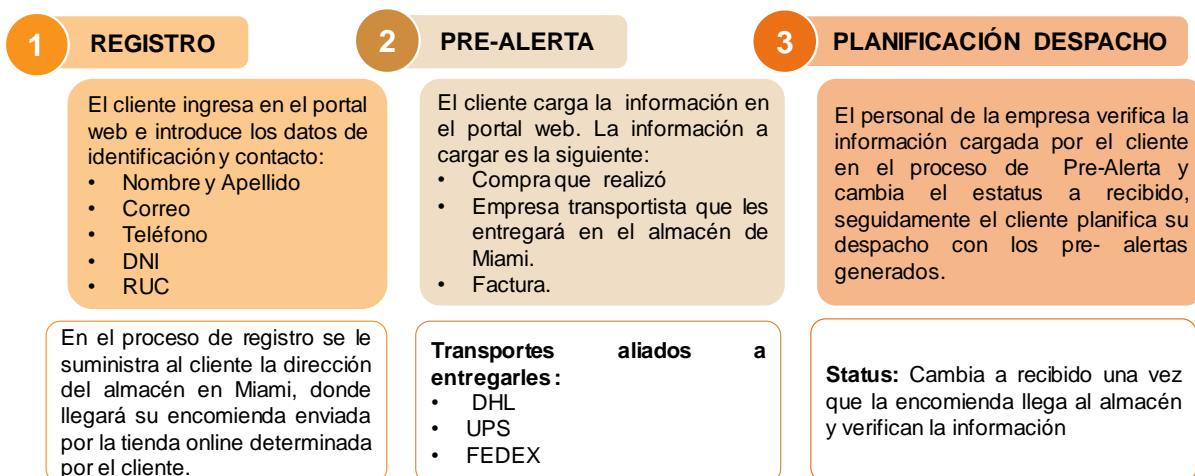 1 REGISTRO
El cliente ingresa en el portal
web e introduce los datos de
identificación y contacto:
• Nombre y Apellido
• Correo
• Teléfono
• DNI
• RUC
En el proceso de registro se le
suministra al cliente la dirección
del almacén en Miami, donde
llegará su encomienda enviada
por la tienda online determinada
por el cliente.
2 PRE-ALERTA
El cliente carga la información en
el portal web. La información a
cargar es la siguiente:
• Compra que realizó
• Empresa transportista que les
entregará en el almacén de
Miami.
• Factura.
Transportes aliados a
entregarles:
• DHL
• UPS
• FEDEX
3 PLANIFICACIÓN DESPACHO
El personal de la empresa verifica la
información cargada por el cliente
en el proceso de Pre-Alerta y
cambia el estatus a recibido,
seguidamente el cliente planifica su
despacho con los pre- alertas
generados.
Status: Cambia a recibido una vez
que la encomienda llega al almacén
y verifican la información